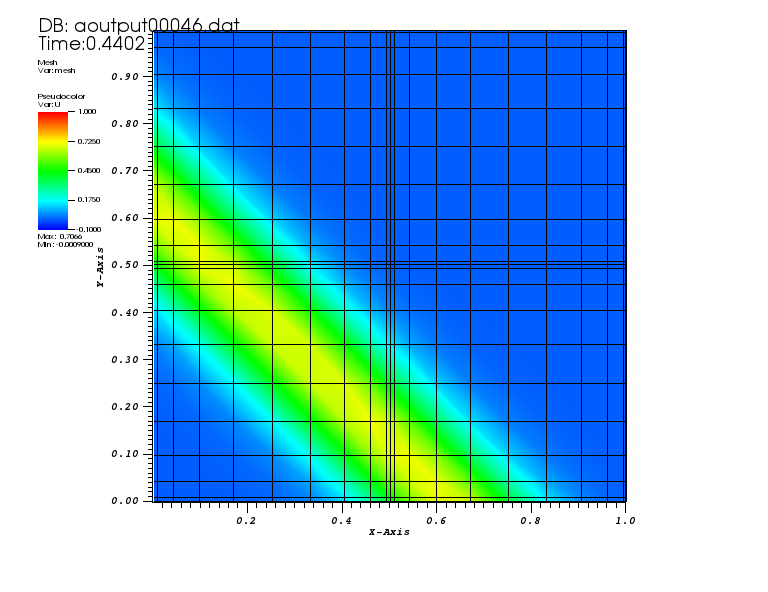 DB: aoutput00046.dat
Time:0.4402
Mesh
Var: mesh
Pseudocolor
Var: U
1.000
0.7250
0.4500
0.1750
-0.1000
Max: 0.7066
Min: -0.0009000
Y-Axis
0.90
0.80
0.70
0.60
0.50
0.40
0.30
0.20
0.10
0.00
0.2 0.4 0.6 0.8 1.0
X-Axis